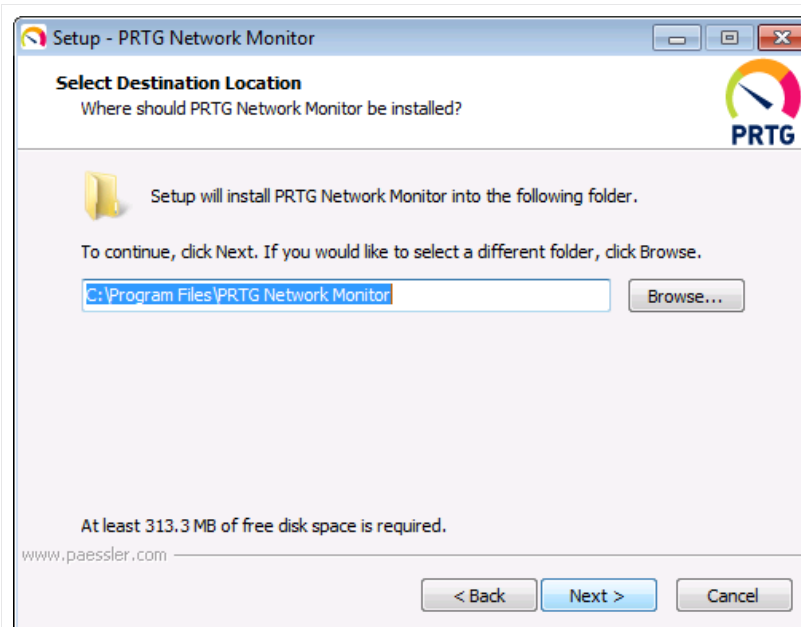 Setup - PRTG Network Monitor
Select Destination Location
Where should PRTG Network Monitor be installed?
PRTG
Setup will install PRTG Network Monitor into the following folder.
To continue, click Next. If you would like to select a different folder, click Browse.
C:\Program Files\PRTG Network Monitor
Browse...
At least 313.3 MB of free disk space is required.
www.paessler.com
< Back Next > Cancel